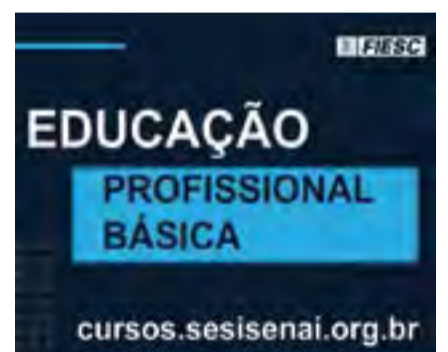 FIESC
EDUCAÇÃO
PROFISSIONAL
BÁSICA
cursos.sesisenai.org.br